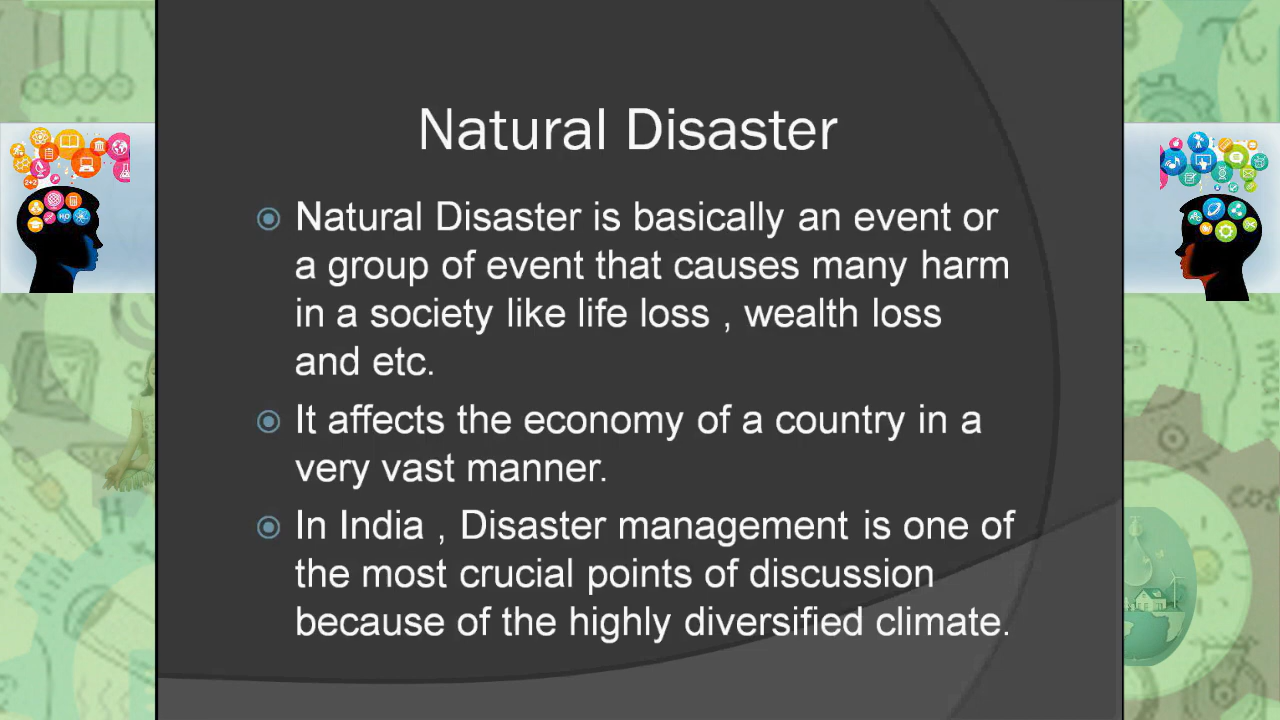 Natural Disaster
Natural Disaster is basically an event or
a group of event that causes many harm
in a society like life loss , wealth loss
and etc.
It affects the economy of a country in a
very vast manner.
In India , Disaster management is one of
the most crucial points of discussion
because of the highly diversified climate.